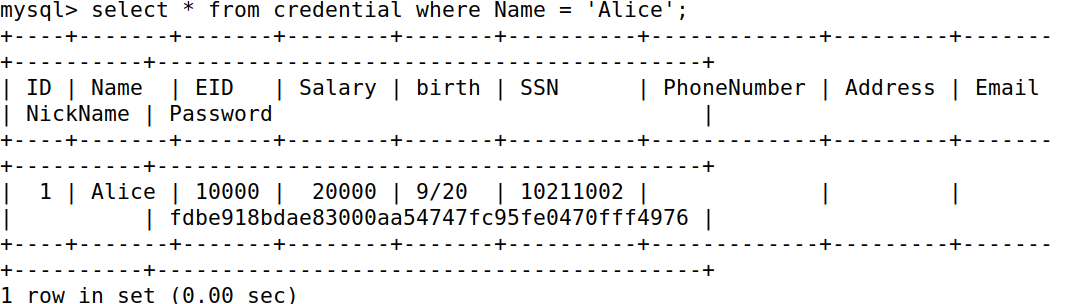 mysql> select * from credential where Name = 'Alice';
+----+-------+-------+--------+-------+----------+-------------+---------+-------
+----------+------------------------------------------+
| ID | Name  | EID   | Salary | birth | SSN      | PhoneNumber | Address | Email
| NickName | Password                                 |
+----+-------+-------+--------+-------+----------+-------------+---------+-------
+----------+------------------------------------------+
|  1 | Alice | 10000 |  20000 | 9/20  | 10211002 |             |         |
|          | fdbe918bdae83000aa54747fc95fe0470fff4976 |
+----+-------+-------+--------+-------+----------+-------------+---------+-------
+----------+------------------------------------------+
1 row in set (0.00 sec)